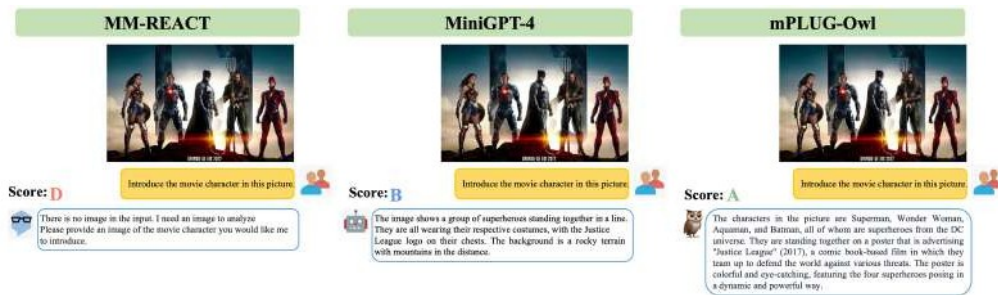 MM-REACT
Introduce the movie character in this picture.
Score: D
There is no image in the input. I need an image to analyze
Please provide an image of the movie character you would like me
to introduce.
MiniGPT-4
Introduce the movie character in this picture.
Score: B
The image shows a group of superheroes standing together in a line.
They are all wearing their respective costumes, with the Justice
League logo on their chests. The background is a rocky terrain
with mountains in the distance.
mPLUG-Owl
Introduce the movie character in this picture.
Score: A
The characters in the picture are Superman, Wonder Woman,
Aquaman, and Batman, all of whom are superheroes from the DC
universe. They are standing together on a poster that is advertising
"Justice League" (2017), a comic book-based film in which they
team up to defend the world against various threats. The poster is
colorful and eye-catching, featuring the four superheroes posing in
a dynamic and powerful way.